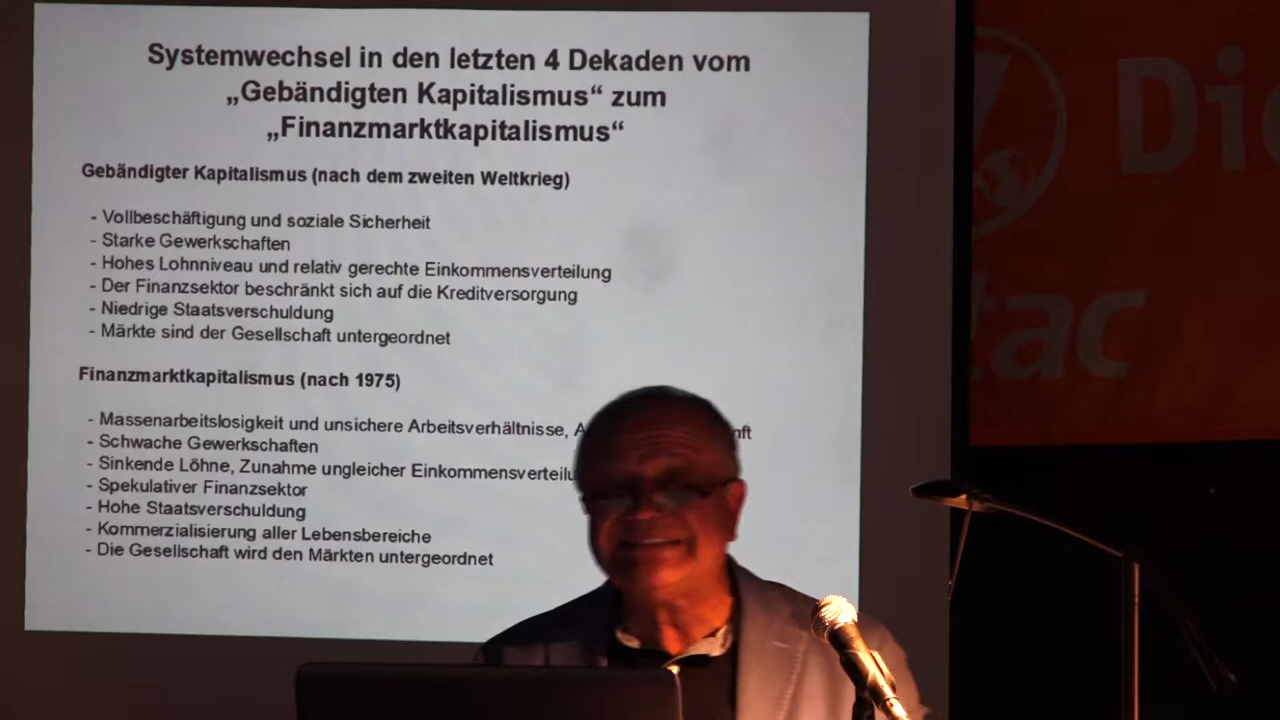 Systemwechsel in den letzten 4 Dekaden vom
„Gebändigten Kapitalismus“ zum
„Finanzmarktkapitalismus“
Gebändigter Kapitalismus (nach dem zweiten Weltkrieg)
- Vollbeschäftigung und soziale Sicherheit
- Starke Gewerkschaften
- Hohes Lohnniveau und relativ gerechte Einkommensverteilung
- Der Finanzsektor beschränkt sich auf die Kreditversorgung
- Niedrige Staatsverschuldung
- Märkte sind der Gesellschaft untergeordnet
Finanzmarktkapitalismus (nach 1975)
- Massenarbeitslosigkeit und unsichere Arbeitsverhältnisse,
- Schwache Gewerkschaften
- Sinkende Löhne, Zunahme ungleicher
- Spekulativer Finanzsektor
- Hohe Staatsverschuldung
- Kommerzialisierung aller Lebensbereiche
- Die Gesellschaft wird den Märkten untergeordnet
Die
tac